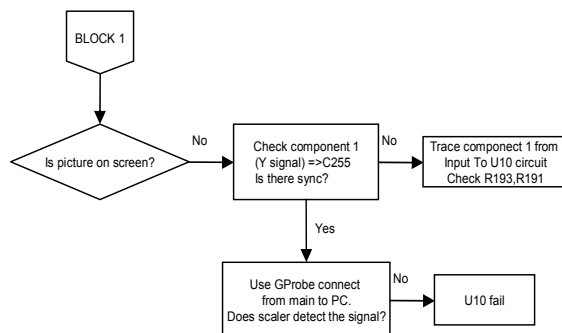 BLOCK 1
Is picture on screen?
No
Check component 1
(Y signal) =>C255
Is there sync?
No
Trace component 1 from
Input To U10 circuit
Check R193,R191
Yes
Use GProbe connect
from main to PC.
Does scaler detect the signal?
No
U10 fail